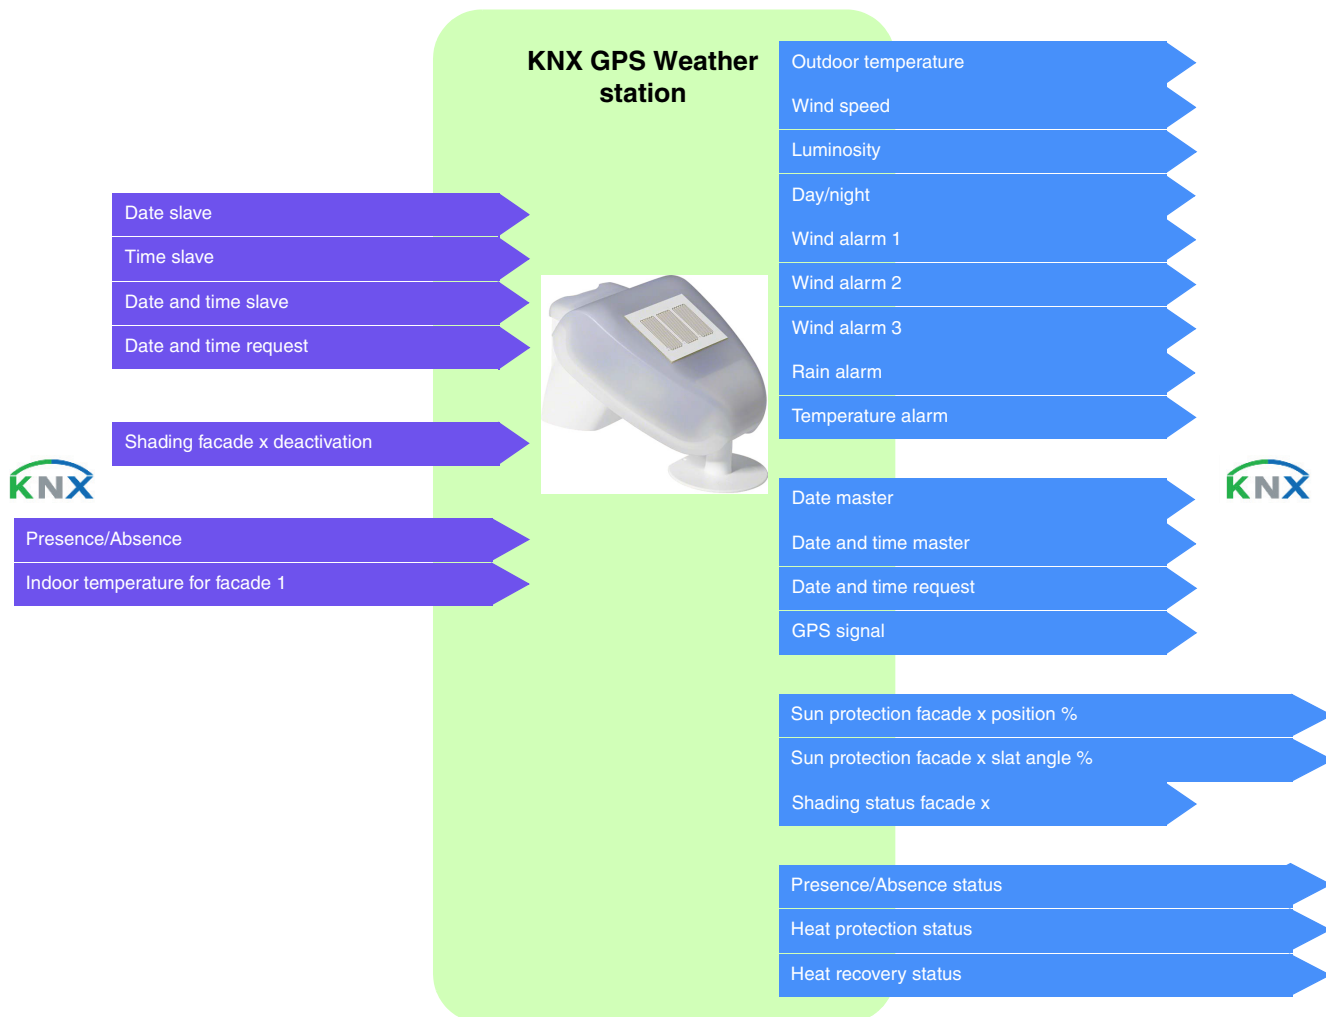 KNX GPS Weather
station
Date slave
Time slave
Date and time slave
Date and time request
Shading facade x deactivation
KNX
Presence/Absence
Indoor temperature for facade 1
Outdoor temperature
Wind speed
Luminosity
Day/night
Wind alarm 1
Wind alarm 2
Wind alarm 3
Rain alarm
Temperature alarm
KNX
Date master
Date and time master
Date and time request
GPS signal
Sun protection facade x position %
Sun protection facade x slat angle %
Shading status facade x
Presence/Absence status
Heat protection status
Heat recovery status